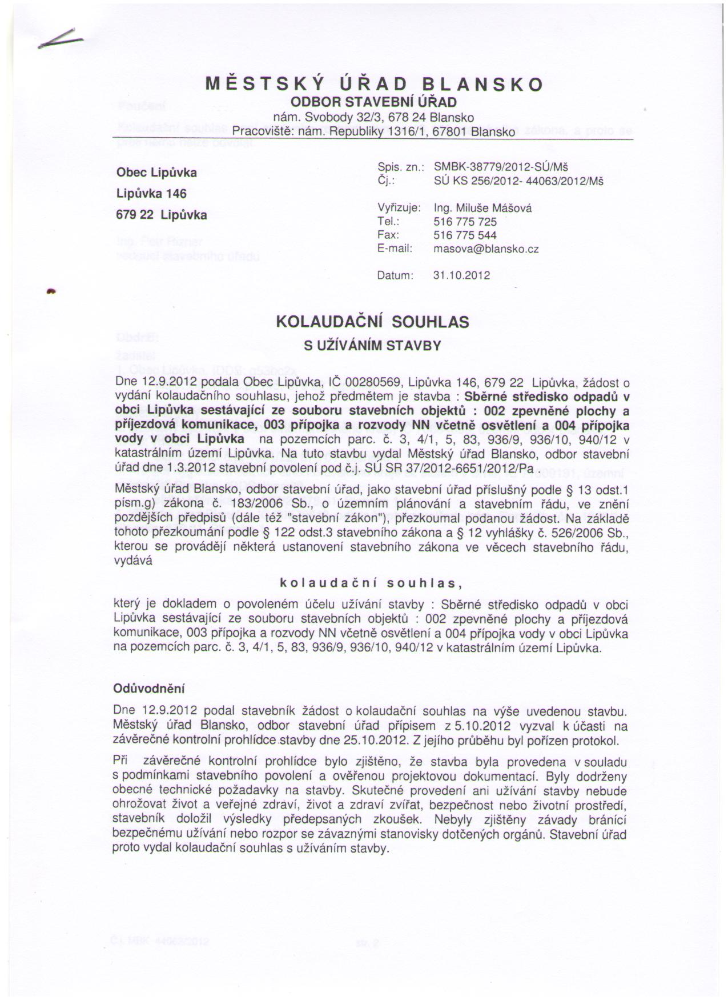 MĚSTSKÝ ÚŘAD BLANSKO
ODBOR STAVEBNÍ ÚŘAD
nám. Svobody 32/3, 678 24 Blansko
Pracoviště: nám. Republiky 1316/1, 67801 Blansko
Obec Lipůvka
Lipůvka 146
679 22 Lipůvka
Spis. zn.: SMBK-38779/2012-SÚ/Mš
Čj.: SÚ KS 256/2012- 44063/2012/Mš
Vyřizuje: Ing. Miluše Mášová
Tel.: 516 775 725
Fax: 516 775 544
E-mail: masova@blansko.cz
Datum: 31.10.2012
KOLAUDAČNÍ SOUHLAS
S UŽÍVÁNÍM STAVBY
Dne 12.9.2012 podala Obec Lipůvka, IČ 00280569, Lipůvka 146, 679 22 Lipůvka, žádost o
vydání kolaudačního souhlasu, jehož předmětem je stavba : Sběrné středisko odpadů v
obci Lipůvka sestávající ze souboru stavebních objektů : 002 zpevněné plochy a
příjezdová komunikace, 003 přípojka a rozvody NN včetně osvětlení a 004 přípojka
vody v obci Lipůvka na pozemcích parc. č. 3, 4/1, 5, 83, 936/9, 936/10, 940/12 v
katastrálním území Lipůvka. Na tuto stavbu vydal Městský úřad Blansko, odbor stavební
úřad dne 1.3.2012 stavební povolení pod č.j. SÚ SR 37/2012-6651/2012/Pa .
Městský úřad Blansko, odbor stavební úřad, jako stavební úřad příslušný podle § 13 odst.1
písm.g) zákona č. 183/2006 Sb., o územním plánování a stavebním řádu, ve znění
pozdějších předpisů (dále též "stavební zákon"), přezkoumal podanou žádost. Na základě
tohoto přezkoumání podle § 122 odst.3 stavebního zákona a § 12 vyhlášky č. 526/2006 Sb.,
kterou se provádějí některá ustanovení stavebního zákona ve věcech stavebního řádu,
vydává
kolaudační souhlas,
který je dokladem o povoleném účelu užívání stavby : Sběrné středisko odpadů v obci
Lipůvka sestávající ze souboru stavebních objektů : 002 zpevněné plochy a příjezdová
komunikace, 003 přípojka a rozvody NN včetně osvětlení a 004 přípojka vody v obci Lipůvka
na pozemcích parc. č. 3, 4/1, 5, 83, 936/9, 936/10, 940/12 v katastrálním území Lipůvka.
Odůvodnění
Dne 12.9.2012 podal stavebník žádost o kolaudační souhlas na výše uvedenou stavbu.
Městský úřad Blansko, odbor stavební úřad přípisem z 5.10.2012 vyzval k účasti na
závěrečné kontrolní prohlídce stavby dne 25.10.2012. Z jejího průběhu byl pořízen protokol.
Při závěrečné kontrolní prohlídce bylo zjištěno, že stavba byla provedena v souladu
s podmínkami stavebního povolení a ověřenou projektovou dokumentací. Byly dodrženy
obecné technické požadavky na stavby. Skutečné provedení ani užívání stavby nebude
ohrožovat život a veřejné zdraví, život a zdraví zvířat, bezpečnost nebo životní prostředí,
stavebník doložil výsledky předepsaných zkoušek. Nebyly zjištěny závady bránící
bezpečnému užívání nebo rozpor se závaznými stanovisky dotčených orgánů. Stavební úřad
proto vydal kolaudační souhlas s užíváním stavby.